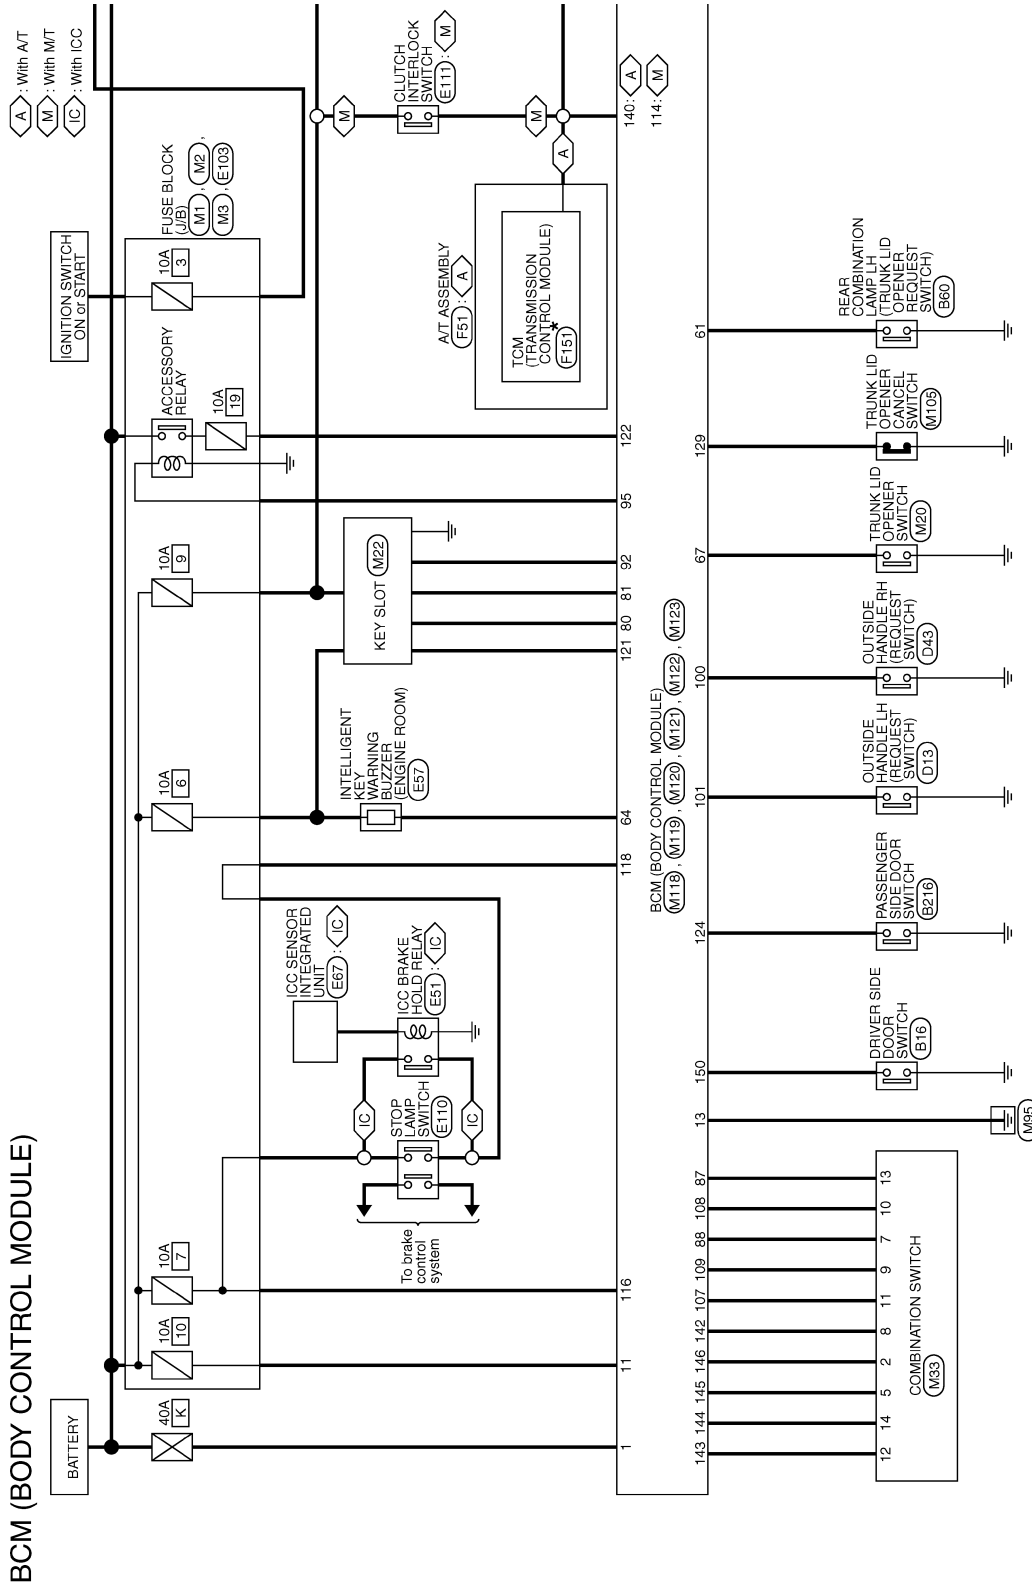 BCM (BODY CONTROL MODULE)
BATTERY
IGNITION SWITCH
ON or START
A : With A/T
M : With M/T
IC : With ICC
40A
K
10A
10
10A
7
10A
6
10A
9
ACCESSORY
RELAY
10A
19
10A
3
FUSE BLOCK
(J/B)
M1 , M2 ,
M3 , E103
To brake
control
system
STOP
LAMP
SWITCH
E110
IC
IC
ICC SENSOR
INTEGRATED
UNIT
E67 : IC
ICC BRAKE
HOLD RELAY
E51 : IC
INTELLIGENT
KEY
WARNING
BUZZER
(ENGINE ROOM)
E57
KEY SLOT M22
M
CLUTCH
INTERLOCK
SWITCH
E111 : M
M
A
A/T ASSEMBLY
F51 : A
TCM
(TRANSMISSION
CONTROL MODULE)
*
F151
1
11
116
118
64
121
80
81
92
95
122
140: A
114: M
BCM (BODY CONTROL MODULE)
M118 , M119 , M120 , M121 , M122 , M123
143
144
145
146
142
107
109
88
108
87
13
150
124
101
100
67
129
61
12
14
5
2
8
11
9
7
10
13
COMBINATION SWITCH
M33
M95
DRIVER SIDE
DOOR
SWITCH
B16
PASSENGER
SIDE DOOR
SWITCH
B216
OUTSIDE
HANDLE LH
(REQUEST
SWITCH)
D13
OUTSIDE
HANDLE RH
(REQUEST
SWITCH)
D43
TRUNK LID
OPENER
SWITCH
M20
TRUNK LID
OPENER
CANCEL
SWITCH
M105
REAR
COMBINATION
LAMP LH
(TRUNK LID
OPENER
REQUEST
SWITCH)
B60